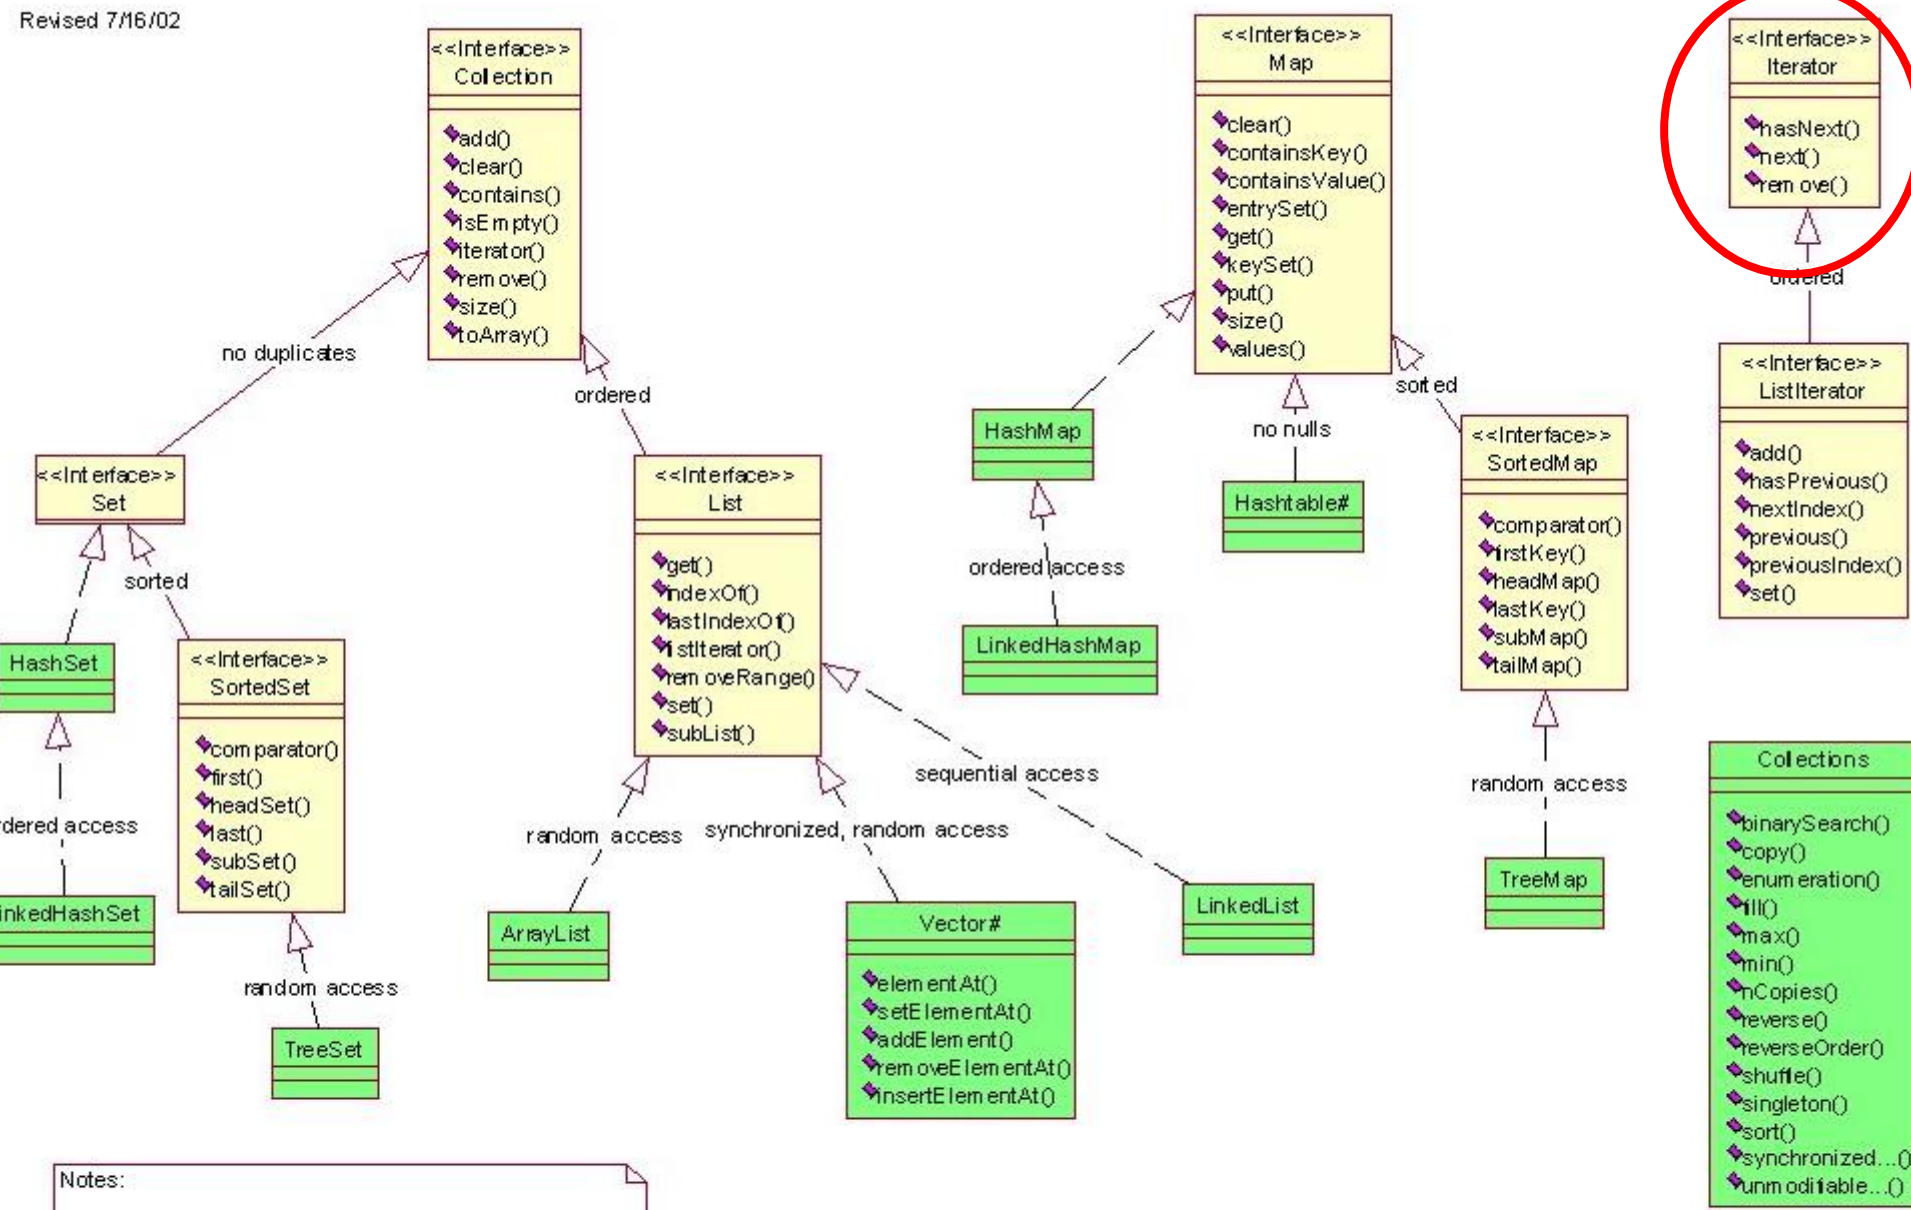 Revised 7/16/02
<<Interface>>
Collection
add()
clear()
contains()
isEmpty()
iterator()
remove()
size()
toArray()
<<Interface>>
Map
clear()
containsKey()
containsValue()
entrySet()
get()
keySet()
put()
size()
values()
<<Interface>>
Iterator
hasNext()
next()
remove()
no duplicates
ordered
sorted
ordered
<<Interface>>
Set
<<Interface>>
List
get()
indexOf()
lastIndexOf()
listIterator()
removeRange()
set()
subList()
HashMap
no nulls
Hashtable#
<<Interface>>
SortedMap
comparator()
firstKey()
headMap()
lastKey()
subMap()
tailMap()
<<Interface>>
ListIterator
add()
hasPrevious()
nextIndex()
previous()
previousIndex()
set()
sorted
ordered access
HashSet
<<Interface>>
SortedSet
comparator()
first()
headSet()
last()
subSet()
tailSet()
LinkedHashMap
rdered access
inkedHashSet
random access
TreeSet
random access
synchronized, random access
sequential access
ArrayList
Vector#
elementAt()
setElementAt()
addElement()
removeElementAt()
insertElementAt()
LinkedList
random access
TreeMap
Collections
binarySearch()
copy()
enumeration()
fill()
max()
min()
nCopies()
reverse()
reverseOrder()
shuffle()
singleton()
sort()
synchronized...()
unmodifiable...()
Notes: